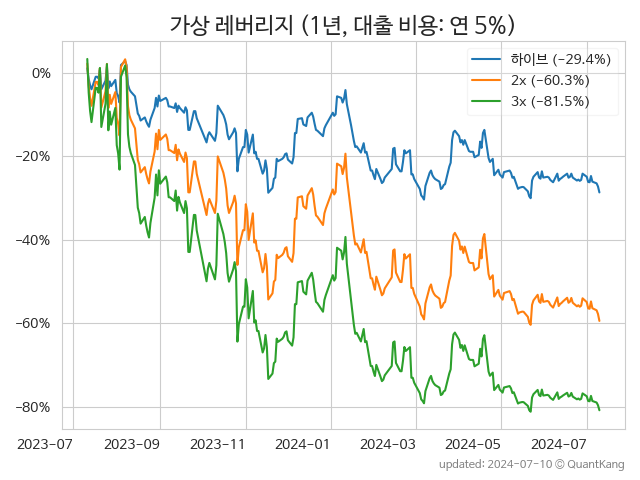 가상 레버리지 (1년, 대출 비용: 연 5%)
하이브 (−29.4%)
2x (−60.3%)
3x (−81.5%)
0%
−20%
−40%
−60%
−80%
2023-07 2023-09 2023-11 2024-01 2024-03 2024-05 2024-07
updated: 2024-07-10 © QuantKang